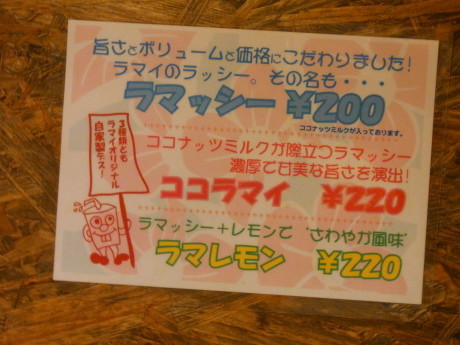 旨さとボリュームと価格にこだわりました!
ラマイのラッシー。その名も・・・
ラマッシー ¥200
ココナッツミルクが入っております。
3種類とも
ラマイオリジナル
自家製デス!
ココナッツミルクが際立つラマッシー
濃厚で甘美な旨さを演出!
ココラマイ ¥220
ラマッシー+レモンで “さわやか風味”
ラマレモン ¥220